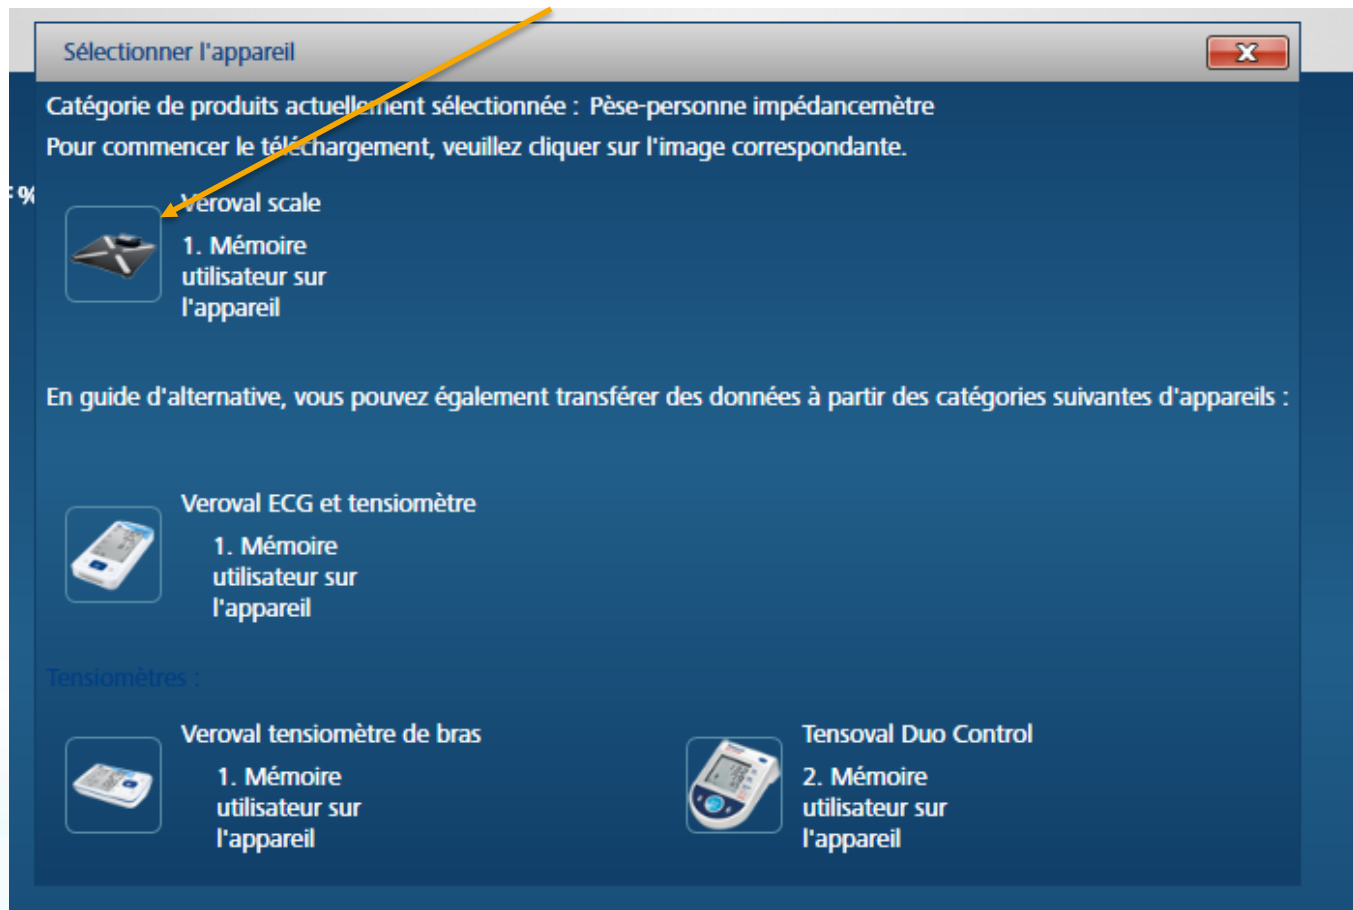 Sélectionner l'appareil
X
Catégorie de produits actuellement sélectionnée : Pèse-personne impédancemètre
Pour commencer le téléchargement, veuillez cliquer sur l'image correspondante.
%
Veroval scale
1. Mémoire
utilisateur sur
l'appareil
En guide d'alternative, vous pouvez également transférer des données à partir des catégories suivantes d'appareils :
Veroval ECG et tensiomètre
1. Mémoire
utilisateur sur
l'appareil
Tensiomètres :
Veroval tensiomètre de bras
1. Mémoire
utilisateur sur
l'appareil
Tensoval Duo Control
2. Mémoire
utilisateur sur
l'appareil